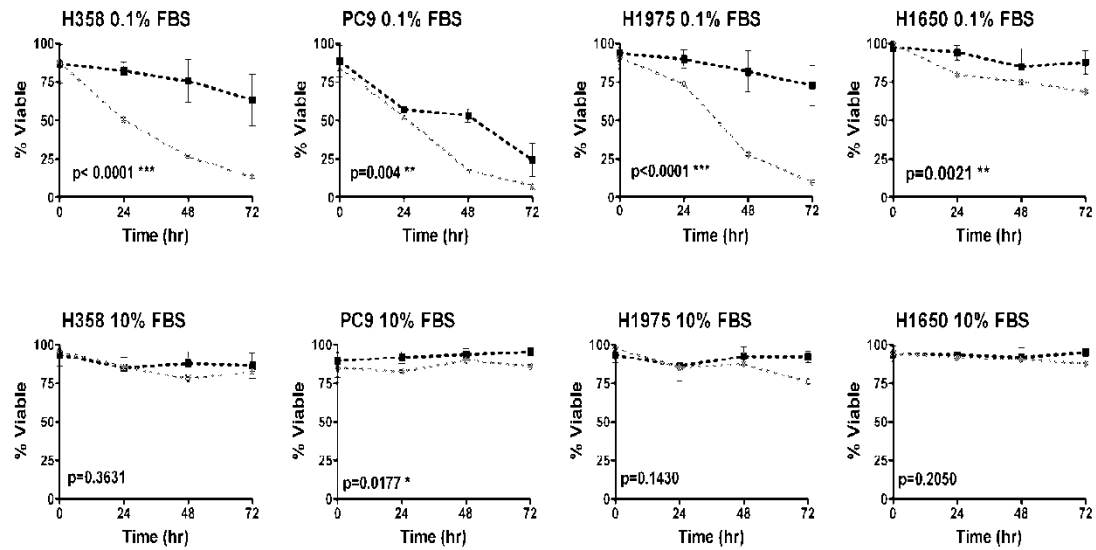 H358 0.1% FBS
% Viable
100
75
50
25
0
p< 0.0001 ***
0 24 48 72
Time (hr)
PC9 0.1% FBS
% Viable
100
75
50
25
0
p=0.004 **
0 24 48 72
Time (hr)
H1975 0.1% FBS
% Viable
100
75
50
25
0
p<0.0001 ***
0 24 48 72
Time (hr)
H1650 0.1% FBS
% Viable
100
75
50
25
0
p=0.0021 **
0 24 48 72
Time (hr)
H358 10% FBS
% Viable
100
75
50
25
0
p=0.3631
0 24 48 72
Time (hr)
PC9 10% FBS
% Viable
100
75
50
25
0
p=0.0177 *
0 24 48 72
Time (hr)
H1975 10% FBS
% Viable
100
75
50
25
0
p=0.1430
0 24 48 72
Time (hr)
H1650 10% FBS
% Viable
100
75
50
25
0
p=0.2050
0 24 48 72
Time (hr)